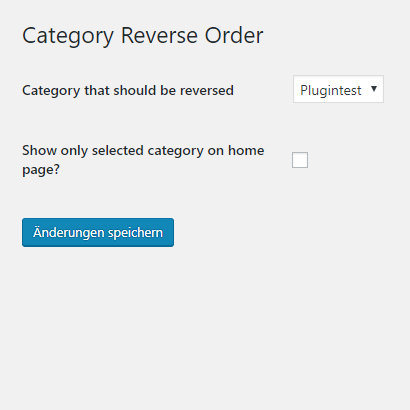 Category Reverse Order
Category that should be reversed
Plugintest
Show only selected category on home
page?
Änderungen speichern